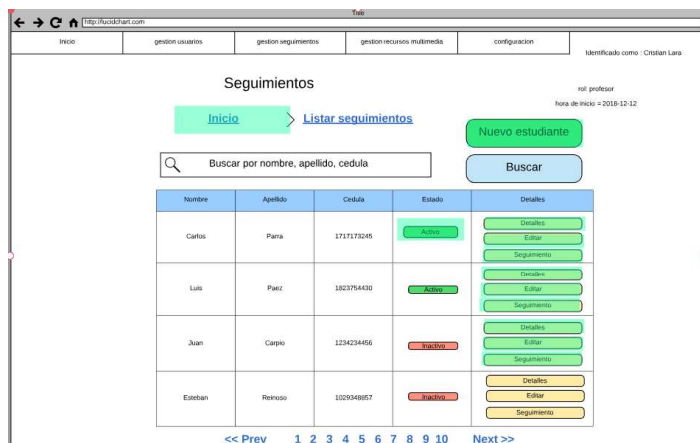 Title
http://lucidchart.com
Inicio
gestion usuarios
gestion seguimientos
gestion recursos multimedia
configuracion
Identificado como : Cristian Lara
rol: profesor
hora de inicio = 2018-12-12
Seguimientos
Inicio
Listar seguimientos
Nuevo estudiante
Buscar por nombre, apellido, cedula
Buscar
Nombre Apellido Cedula Estado Detalles
Carlos Parra 1717173245 Activo Detalles
Editar
Seguimiento
Luis Paez 1823754430 Activo Detalles
Editar
Seguimiento
Juan Carpio 1234234456 Inactivo Detalles
Editar
Seguimiento
Esteban Reinoso 1029348857 Inactivo Detalles
Editar
Seguimiento
<< Prev 1 2 3 4 5 6 7 8 9 10 Next >>